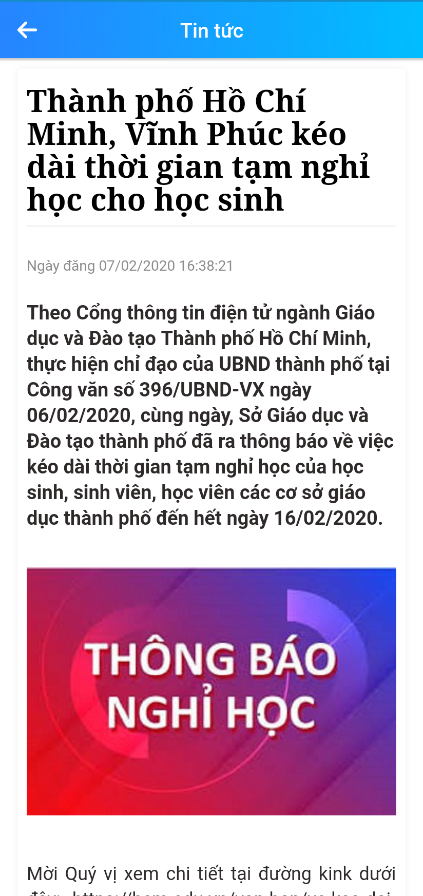 Tin tức
Thành phố Hồ Chí
Minh, Vĩnh Phúc kéo
dài thời gian tạm nghỉ
học cho học sinh
Ngày đăng 07/02/2020 16:38:21
Theo Cổng thông tin điện tử ngành Giáo
dục và Đào tạo Thành phố Hồ Chí Minh,
thực hiện chỉ đạo của UBND thành phố tại
Công văn số 396/UBND-VX ngày
06/02/2020, cùng ngày, Sở Giáo dục và
Đào tạo thành phố đã ra thông báo về việc
kéo dài thời gian tạm nghỉ học của học
sinh, sinh viên, học viên các cơ sở giáo
dục thành phố đến hết ngày 16/02/2020.
THÔNG BÁO
NGHỈ HỌC
Mời Quý vị xem chi tiết tại đường kink dưới